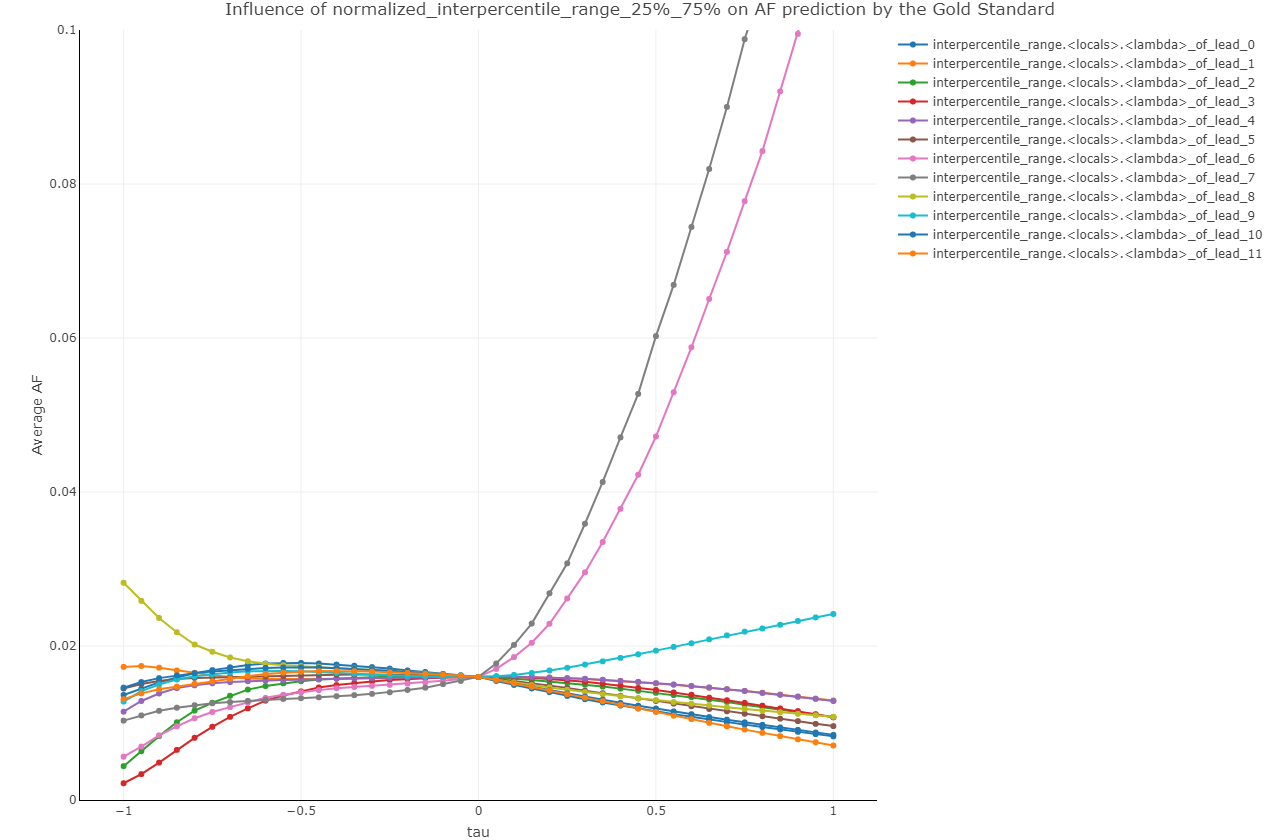 Influence of normalized_interpercentile_range_25%_75% on AF prediction by the Gold Standard
0.1
0.08
0.06
0.04
0.02
0
Average AF
−1
−0.5
0
0.5
1
tau
interpercentile_range.<locals>.<lambda>_of_lead_0
interpercentile_range.<locals>.<lambda>_of_lead_1
interpercentile_range.<locals>.<lambda>_of_lead_2
interpercentile_range.<locals>.<lambda>_of_lead_3
interpercentile_range.<locals>.<lambda>_of_lead_4
interpercentile_range.<locals>.<lambda>_of_lead_5
interpercentile_range.<locals>.<lambda>_of_lead_6
interpercentile_range.<locals>.<lambda>_of_lead_7
interpercentile_range.<locals>.<lambda>_of_lead_8
interpercentile_range.<locals>.<lambda>_of_lead_9
interpercentile_range.<locals>.<lambda>_of_lead_10
interpercentile_range.<locals>.<lambda>_of_lead_11